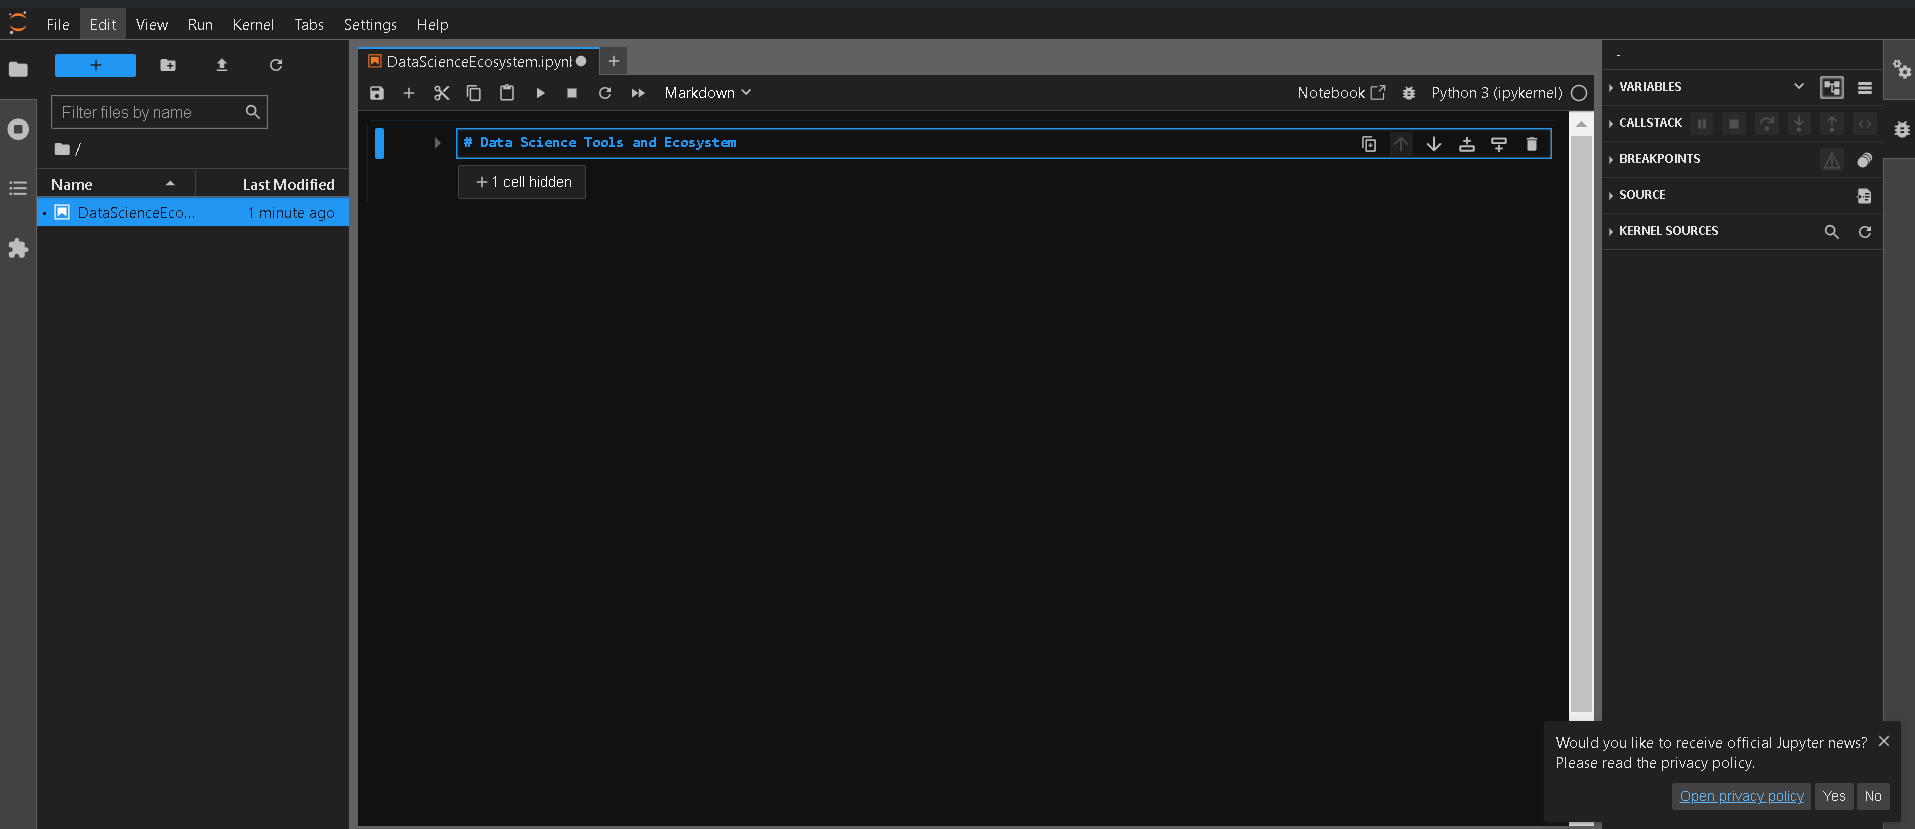 File Edit View Run Kernel Tabs Settings Help
Filter files by name
/
Name Last Modified
DataScienceEco... 1 minute ago
DataScienceEcosystem.ipynb
Markdown Notebook Python 3 (ipykernel)
# Data Science Tools and Ecosystem
+ 1 cell hidden
-
VARIABLES
CALLSTACK
BREAKPOINTS
SOURCE
KERNEL SOURCES
Would you like to receive official Jupyter news?
Please read the privacy policy.
Open privacy policy Yes No